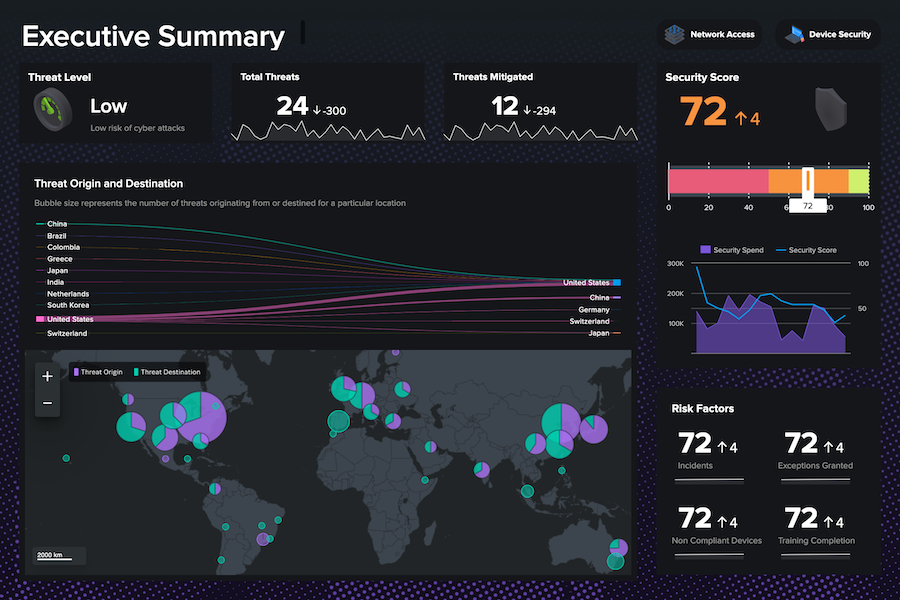 Executive Summary
Network Access
Device Security
Threat Level
Low
Low risk of cyber attacks
Total Threats
24 ↓-300
Threats Mitigated
12 ↓-294
Security Score
72 ↑4
72
0 20 40 60 80 100
Threat Origin and Destination
Bubble size represents the number of threats originating from or destined for a particular location
China
Brazil
Colombia
Greece
Japan
India
Netherlands
South Korea
United States
Switzerland
United States
China
Germany
Switzerland
Japan
Security Spend
Security Score
300K
200K
100K
100
50
+
−
Threat Origin
Threat Destination
2000 km
Risk Factors
72 ↑4
Incidents
72 ↑4
Exceptions Granted
72 ↑4
Non Compliant Devices
72 ↑4
Training Completion